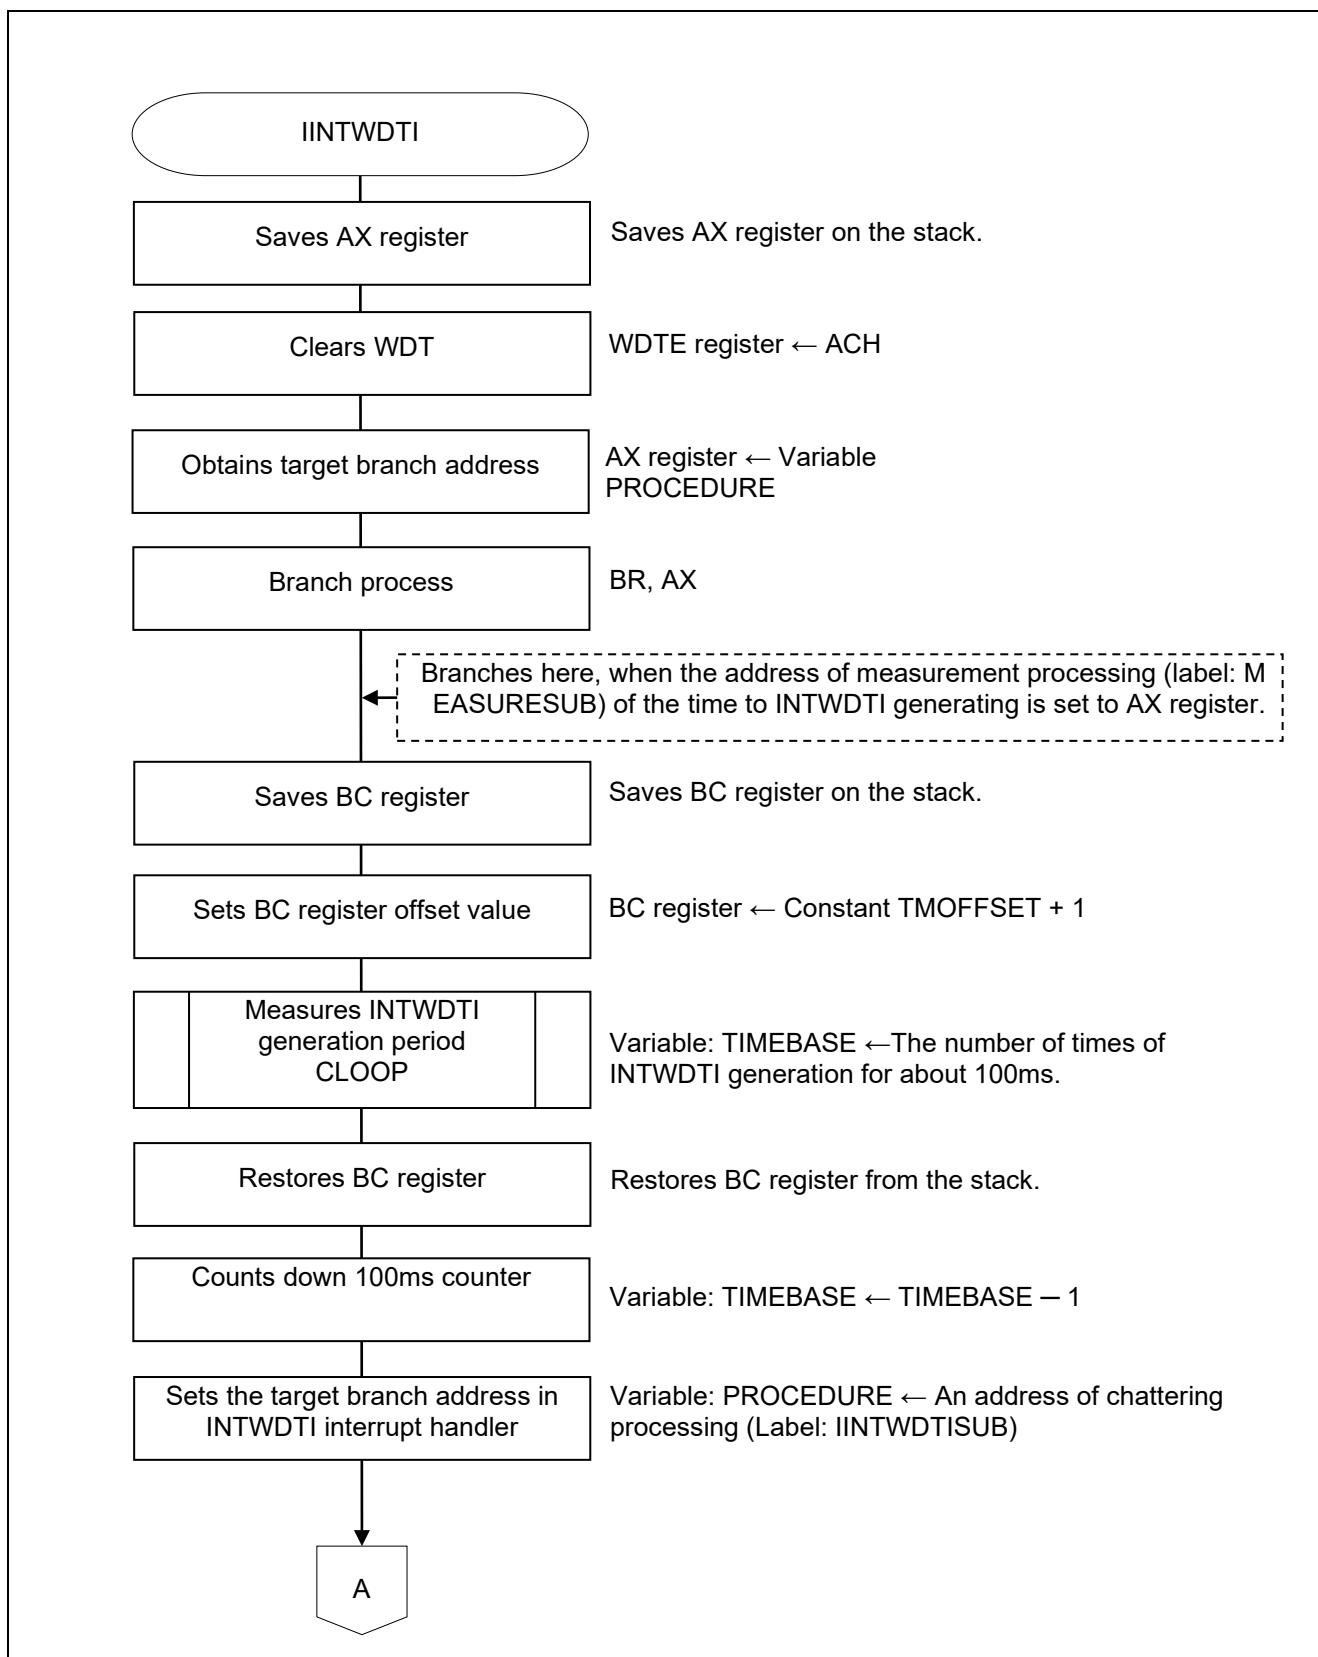 IINTWDTI
Saves AX register
Saves AX register on the stack.
Clears WDT
WDTE register ← ACH
Obtains target branch address
AX register ← Variable
PROCEDURE
Branch process
BR, AX
Branches here, when the address of measurement processing (label: M
EASURESUB) of the time to INTWDTI generating is set to AX register.
Saves BC register
Saves BC register on the stack.
Sets BC register offset value
BC register ← Constant TMOFFSET + 1
Measures INTWDTI
generation period
CLOOP
Variable: TIMEBASE ←The number of times of
INTWDTI generation for about 100ms.
Restores BC register
Restores BC register from the stack.
Counts down 100ms counter
Variable: TIMEBASE ← TIMEBASE ─ 1
Sets the target branch address in
INTWDTI interrupt handler
Variable: PROCEDURE ← An address of chattering
processing (Label: IINTWDTISUB)
A